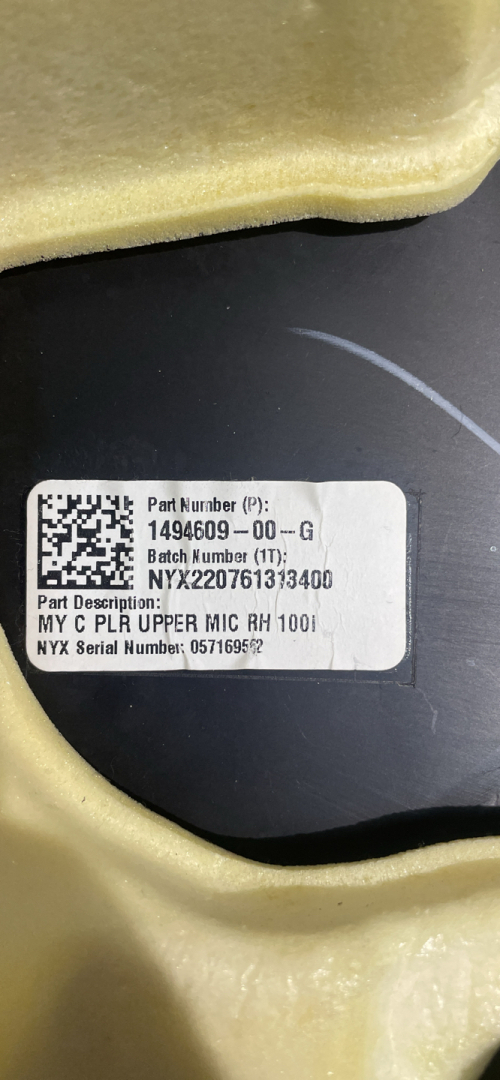 Part Number (P):
1494609-00-G
Batch Number (1T):
NYX220761313400
Part Description:
MY C PLR UPPER MIC RH 100I
NYX Serial Number: